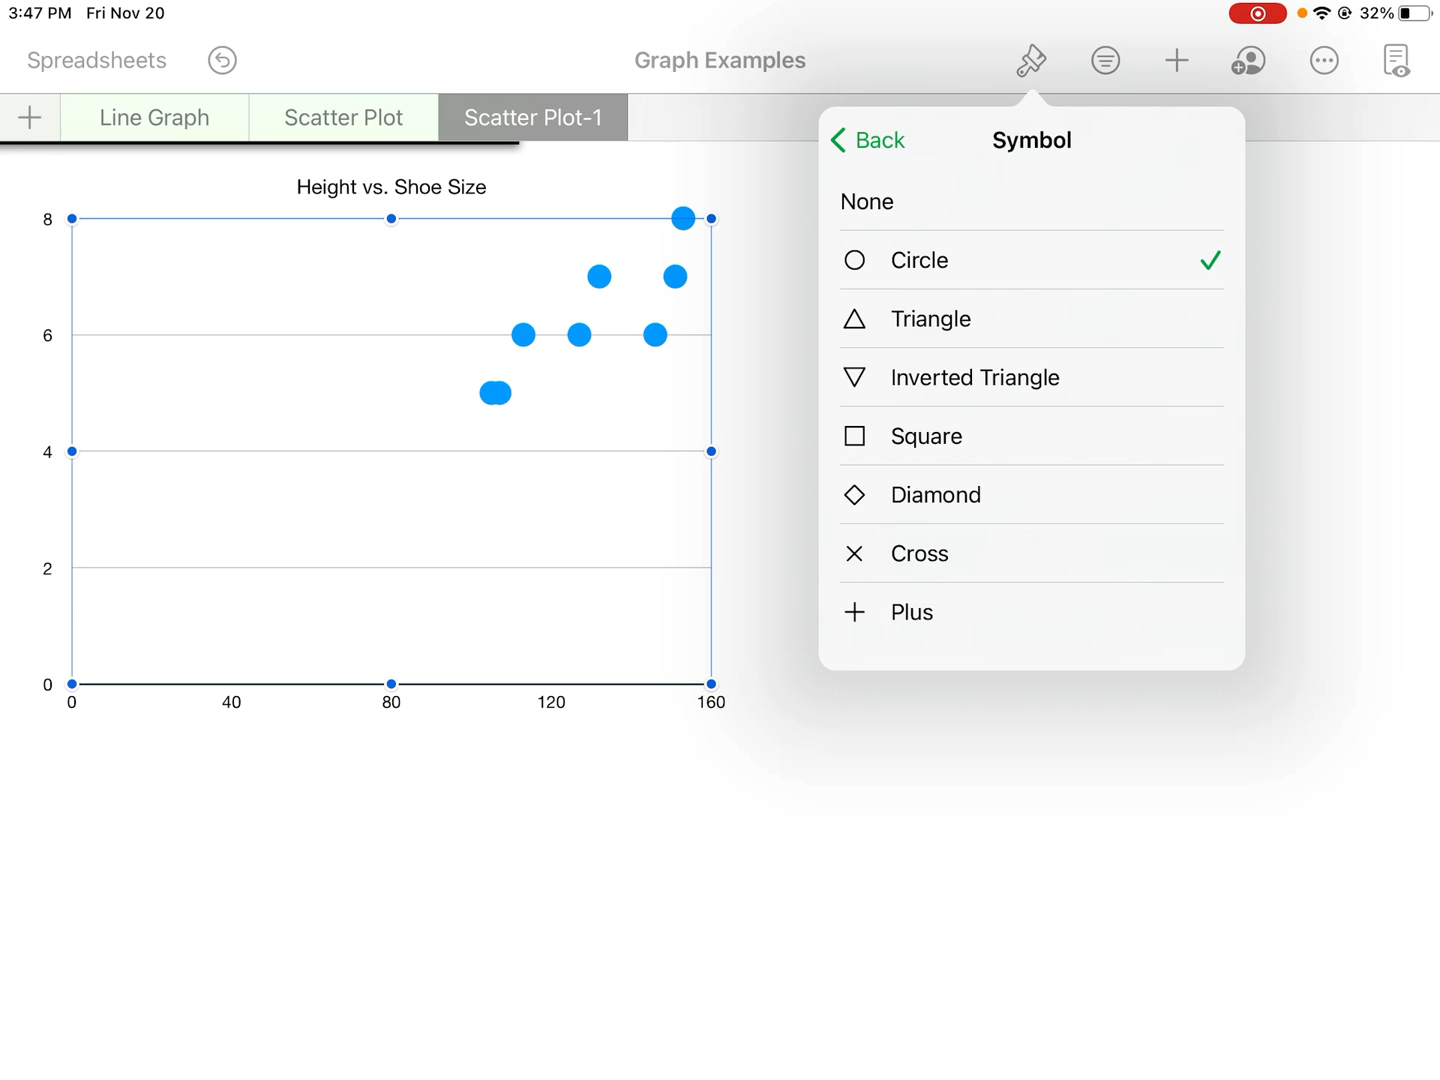 3:47 PM Fri Nov 20
32%
Spreadsheets
Graph Examples
Line Graph
Scatter Plot
Scatter Plot-1
Height vs. Shoe Size
8
6
4
2
0
0 40 80 120 160
Back
Symbol
None
Circle
Triangle
Inverted Triangle
Square
Diamond
Cross
Plus